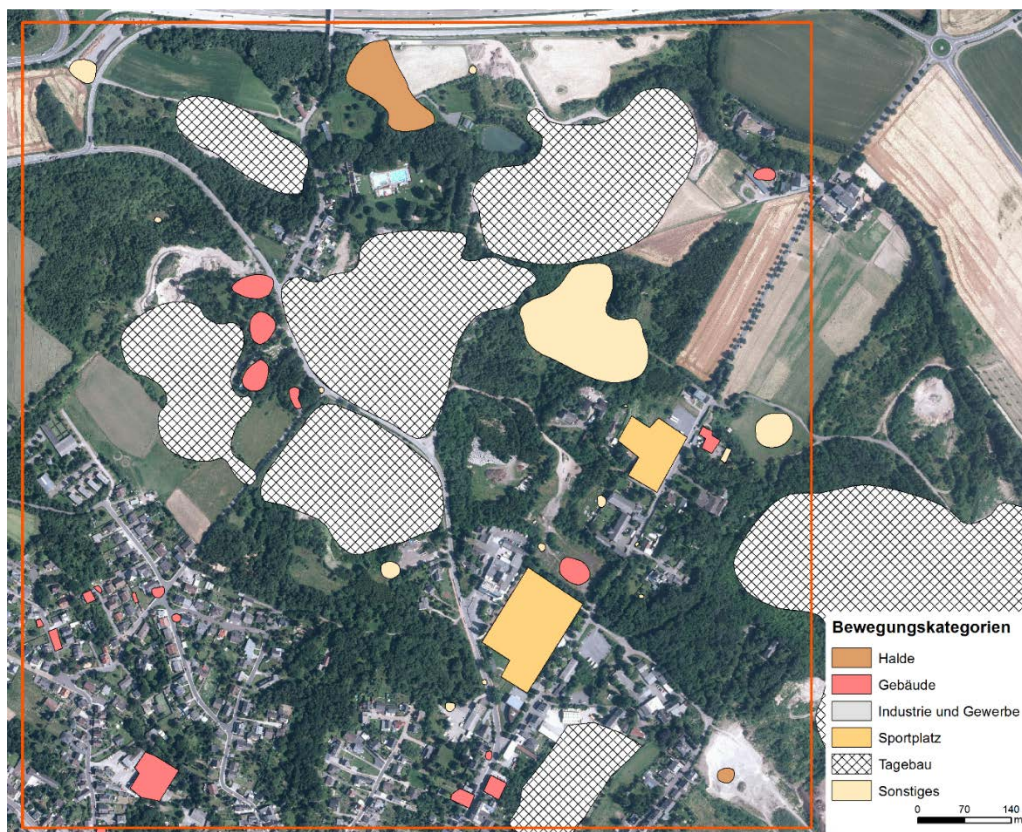 Bewegungskategorien
Halde
Gebäude
Industrie und Gewerbe
Sportplatz
Tagebau
Sonstiges
0 70 140
m